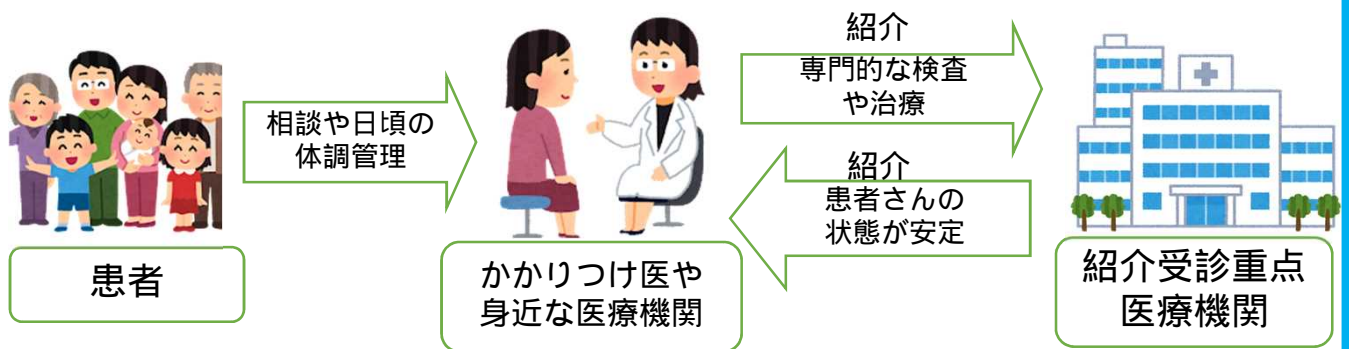 相談や日頃の
体調管理
紹介
専門的な検査
や治療
紹介
患者さんの
状態が安定
患者
かかりつけ医や
身近な医療機関
紹介受診重点
医療機関